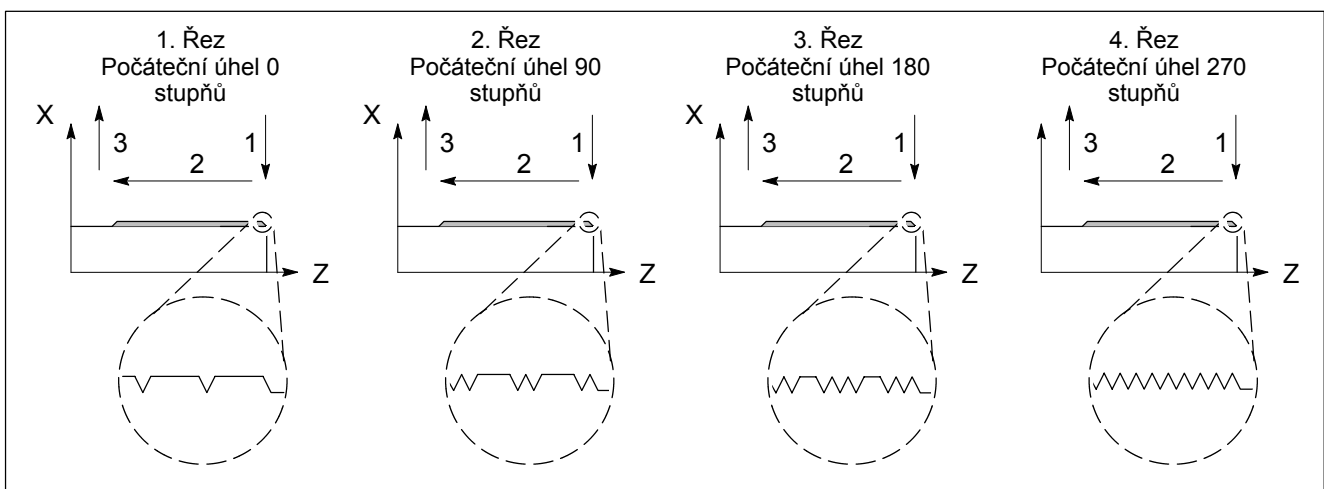 1. Řez
Počáteční úhel 0
stupňů
X
3
1
2
Z
2. Řez
Počáteční úhel 90
stupňů
X
3
1
2
Z
3. Řez
Počáteční úhel 180
stupňů
X
3
1
2
Z
4. Řez
Počáteční úhel 270
stupňů
X
3
1
2
Z